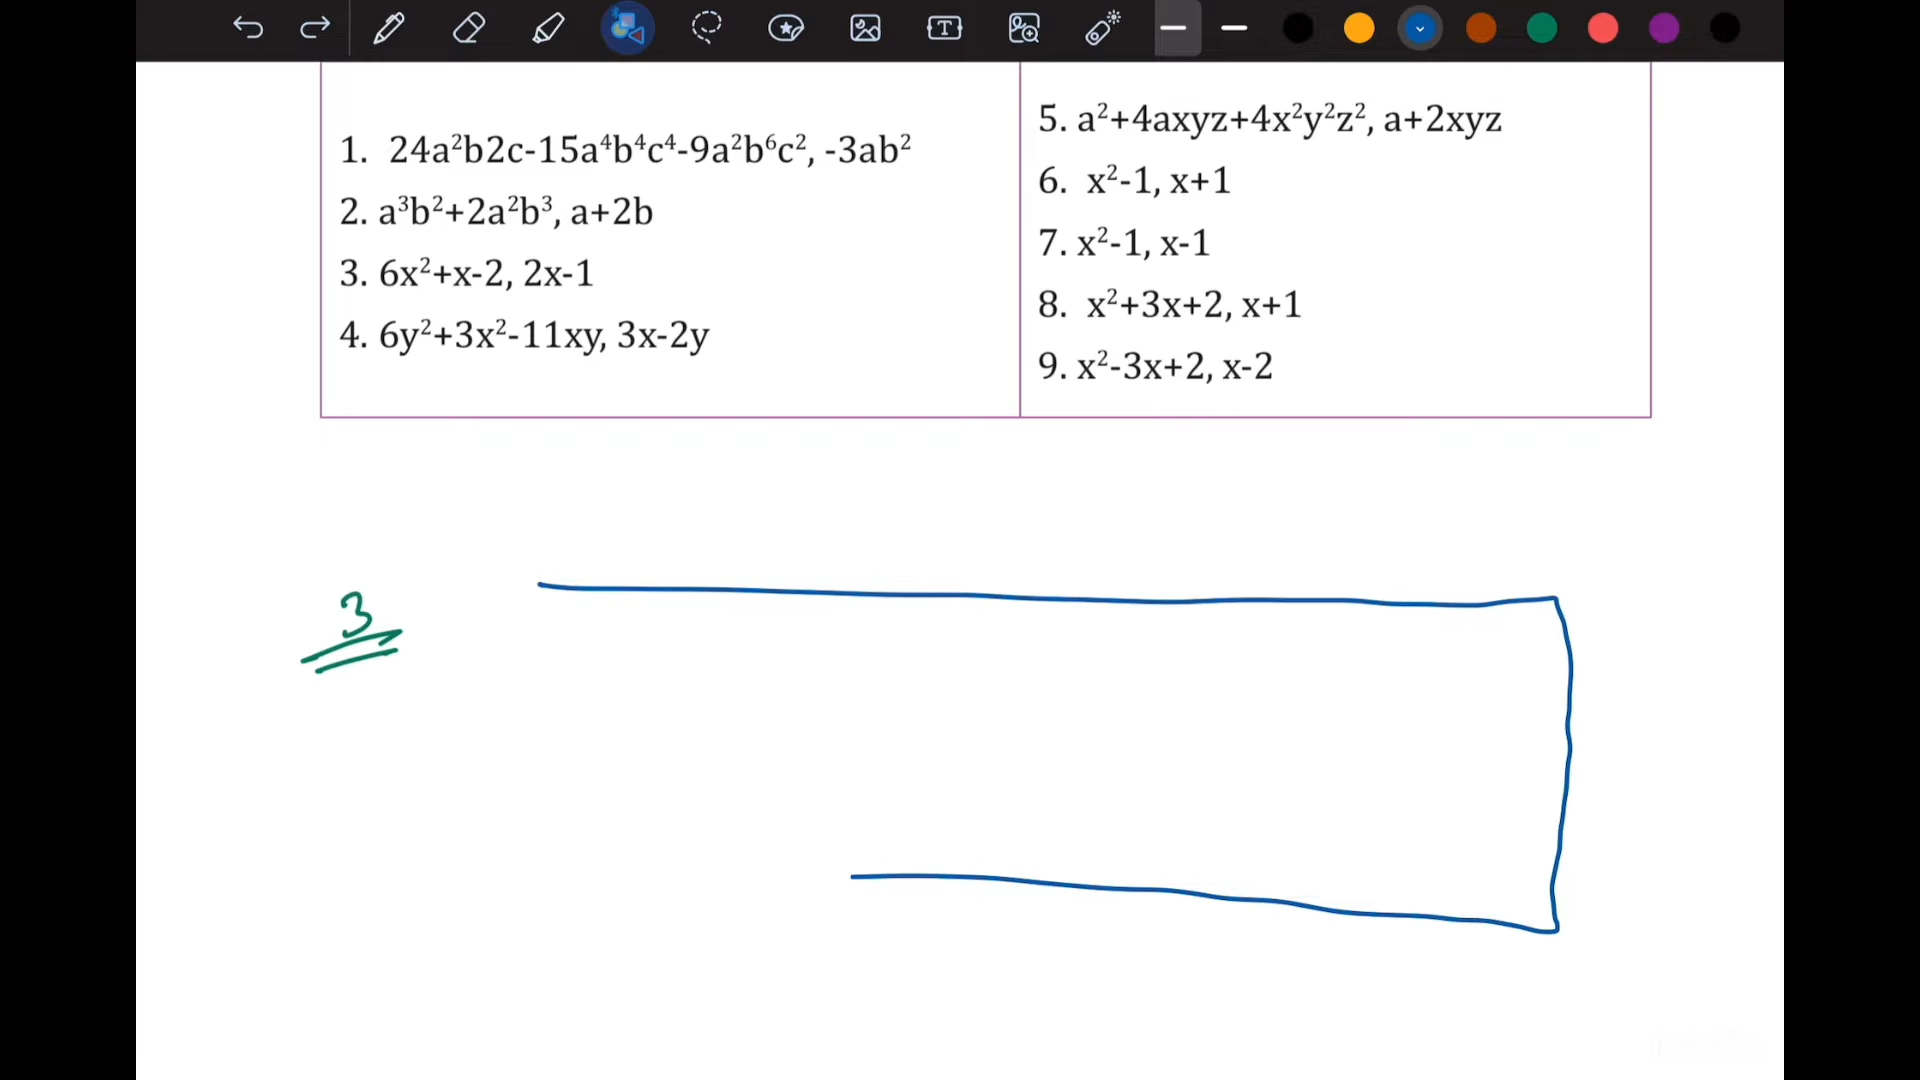 1. 24a²b2c-15a⁴b⁴c⁴-9a²b⁶c², -3ab²
2. a³b²+2a²b³, a+2b
3. 6x²+x-2, 2x-1
4. 6y²+3x²-11xy, 3x-2y
5. a²+4axyz+4x²y²z², a+2xyz
6. x²-1, x+1
7. x²-1, x-1
8. x²+3x+2, x+1
9. x²-3x+2, x-2
3